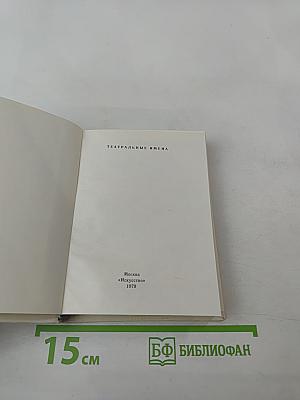 ТЕАТРАЛЬНЫЕ ИМЕНА
Москва
«Искусство»
1979
15 см
БФ БИБЛИОФАН